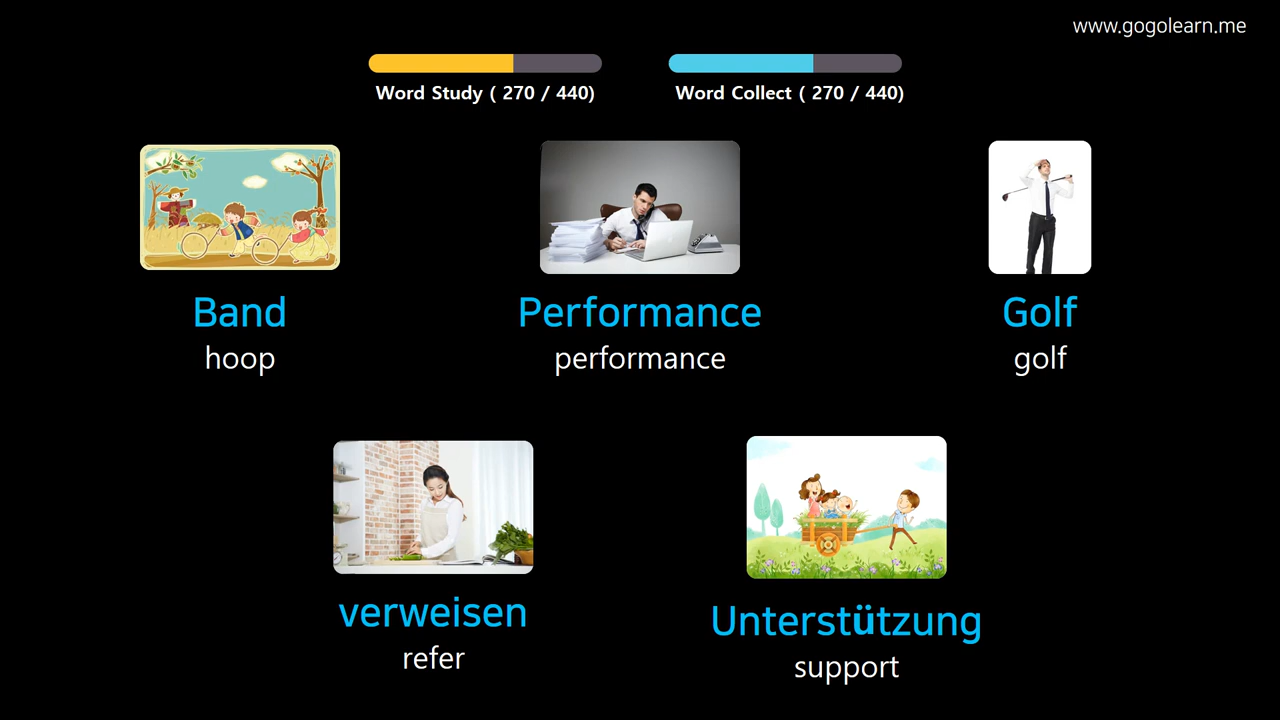 www.gogolearn.me
Word Study ( 270 / 440)
Word Collect ( 270 / 440)
Band
hoop
Performance
performance
Golf
golf
verweisen
refer
Unterstützung
support